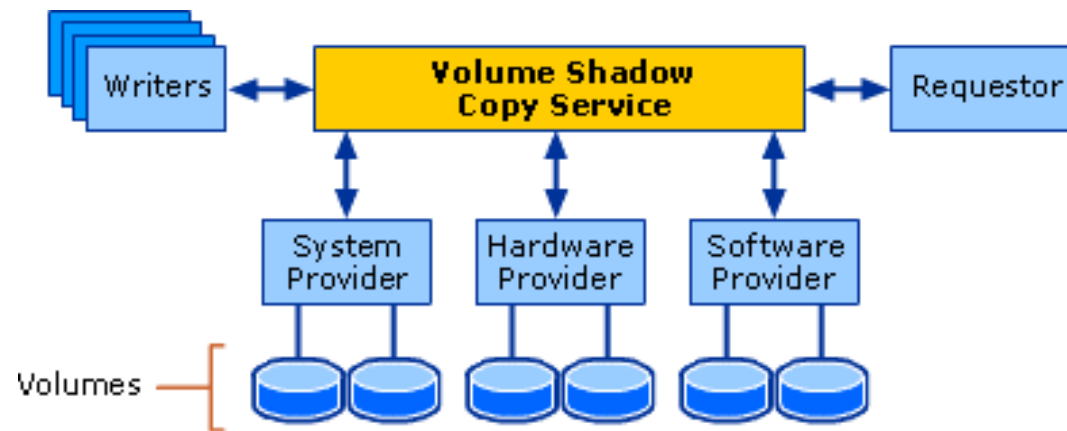 Writers
Volume Shadow
Copy Service
Requestor
System
Provider
Hardware
Provider
Software
Provider
Volumes